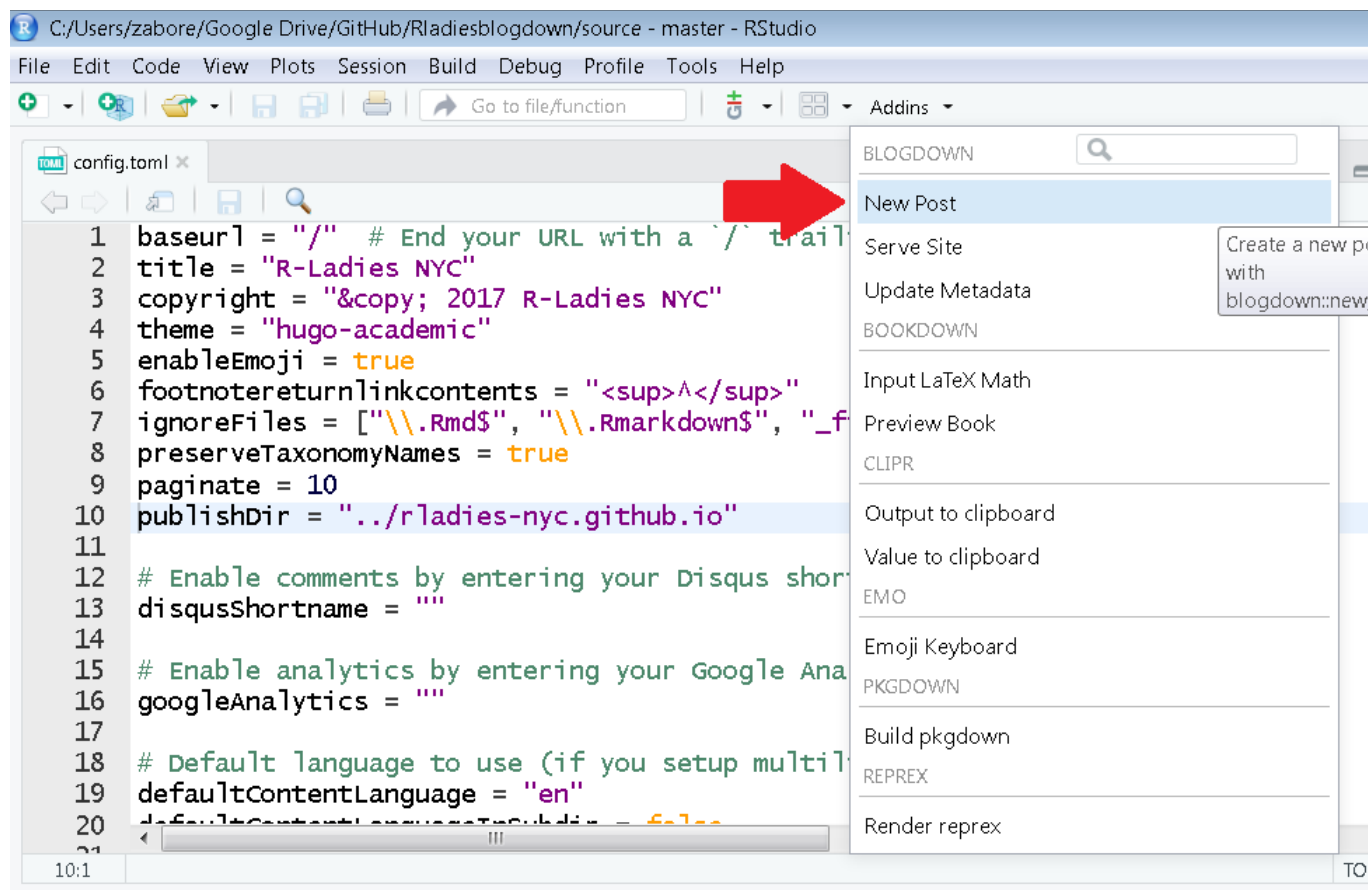 C:/Users/zabore/Google Drive/GitHub/Rladiesblogdown/source - master - RStudio
File Edit Code View Plots Session Build Debug Profile Tools Help
Go to file/function Addins
config.toml
1 baseurl = "/" # End your URL with a `/` trail
2 title = "R-Ladies NYC"
3 copyright = "&copy; 2017 R-Ladies NYC"
4 theme = "hugo-academic"
5 enableEmoji = true
6 footnotereturnlinkcontents = "<sup>^</sup>"
7 ignoreFiles = ["\\.Rmd$", "\\.Rmarkdown$", "_f
8 preserveTaxonomyNames = true
9 paginate = 10
10 publishDir = "../rladies-nyc.github.io"
11
12 # Enable comments by entering your Disqus shor
13 disqusShortname = ""
14
15 # Enable analytics by entering your Google Ana
16 googleAnalytics = ""
17
18 # Default language to use (if you setup multil
19 defaultContentLanguage = "en"
20 defaultContentLanguageInSubdir = false
21
10:1
BLOGDOWN
New Post
Serve Site
Update Metadata
BOOKDOWN
Input LaTeX Math
Preview Book
CLIPR
Output to clipboard
Value to clipboard
EMO
Emoji Keyboard
PKGDOWN
Build pkgdown
REPREX
Render reprex
Create a new po
with
blogdown::new
TO